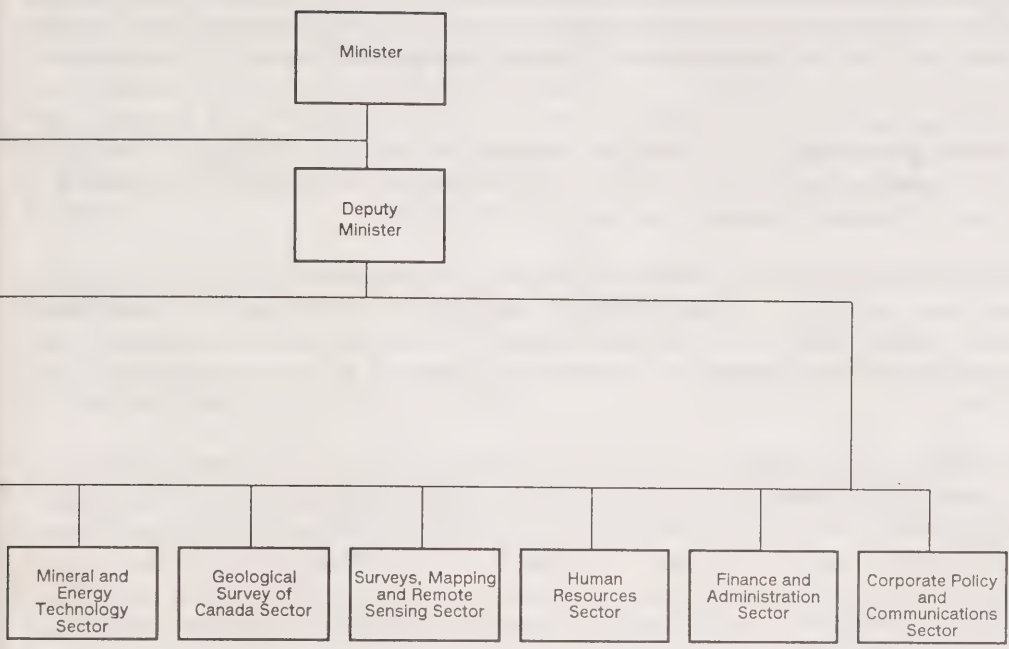 Minister
Deputy
Minister
Mineral and
Energy
Technology
Sector
Geological
Survey of
Canada Sector
Surveys, Mapping
and Remote
Sensing Sector
Human
Resources
Sector
Finance and
Administration
Sector
Corporate Policy
and
Communications
Sector